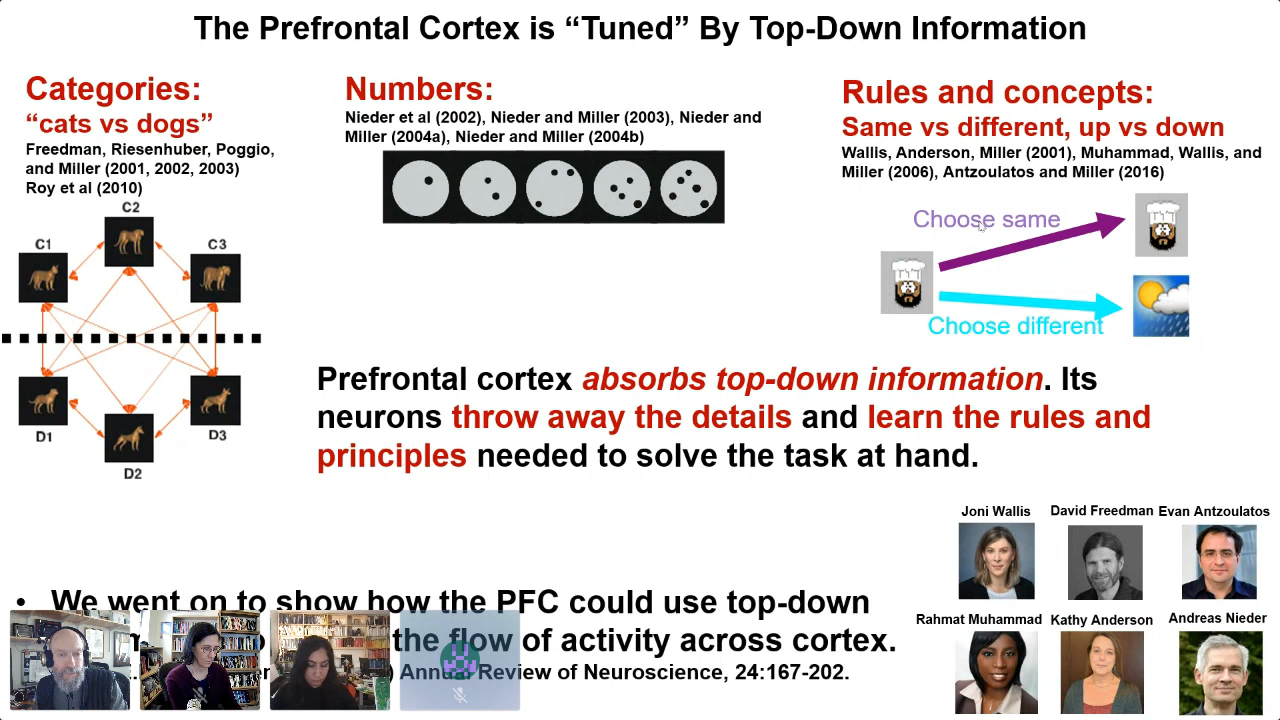 The Prefrontal Cortex is “Tuned” By Top-Down Information
Categories:
“cats vs dogs”
Freedman, Riesenhuber, Poggio,
and Miller (2001, 2002, 2003)
Roy et al (2010)
C2
C1
C3
D1
D3
D2
Numbers:
Nieder et al (2002), Nieder and Miller (2003), Nieder and
Miller (2004a), Nieder and Miller (2004b)
Rules and concepts:
Same vs different, up vs down
Wallis, Anderson, Miller (2001), Muhammad, Wallis, and
Miller (2006), Antzoulatos and Miller (2016)
Choose same
Choose different
Prefrontal cortex absorbs top-down information. Its
neurons throw away the details and learn the rules and
principles needed to solve the task at hand.
Joni Wallis
David Freedman
Evan Antzoulatos
Rahmat Muhammad
Kathy Anderson
Andreas Nieder
• We went on to show how the PFC could use top-down
the flow of activity across cortex.
Annual Review of Neuroscience, 24:167-202.